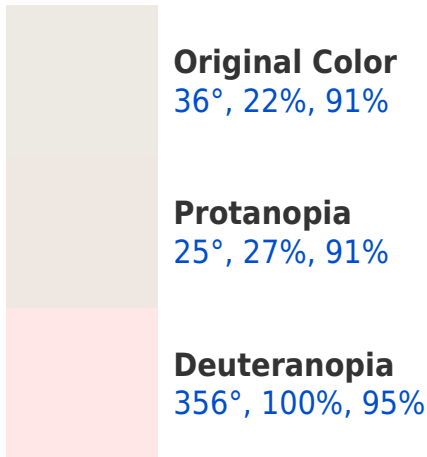 Original Color
36°, 22%, 91%
Protanopia
25°, 27%, 91%
Deuteranopia
356°, 100%, 95%